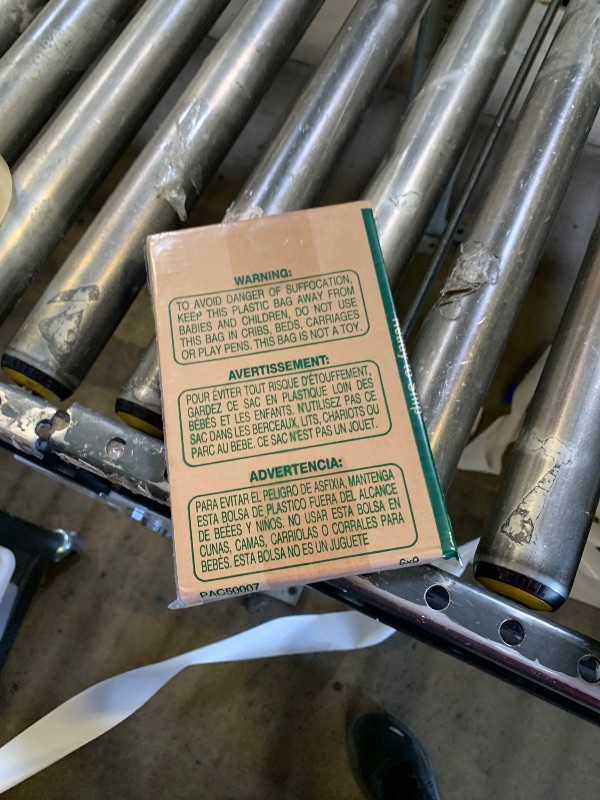 WARNING:
TO AVOID DANGER OF SUFFOCATION,
KEEP THIS PLASTIC BAG AWAY FROM
BABIES AND CHILDREN, DO NOT USE
THIS BAG IN CRIBS, BEDS, CARRIAGES
OR PLAY PENS. THIS BAG IS NOT A TOY.
AVERTISSEMENT:
POUR ÉVITER TOUT RISQUE D'ÉTOUFFEMENT,
GARDEZ CE SAC EN PLASTIQUE LOIN DES
BÉBÉS ET LES ENFANTS. N'UTILISEZ PAS CE
SAC DANS LES BERCEAUX, LITS, CHARIOTS OU
PARC AU BEBE. CE SAC N'EST PAS UN JOUET.
ADVERTENCIA:
PARA EVITAR EL PELIGRO DE ASFIXIA, MANTENGA
ESTA BOLSA DE PLASTICO FUERA DEL ALCANCE
DE BEÉES Y NIÑOS. NO USAR ESTA BOLSA EN
CUNAS, CAMAS, CARRIOLAS O CORRALES PARA
BEBÉS. ESTA BOLSA NO ES UN JUGUETE
PAC50007 6x9